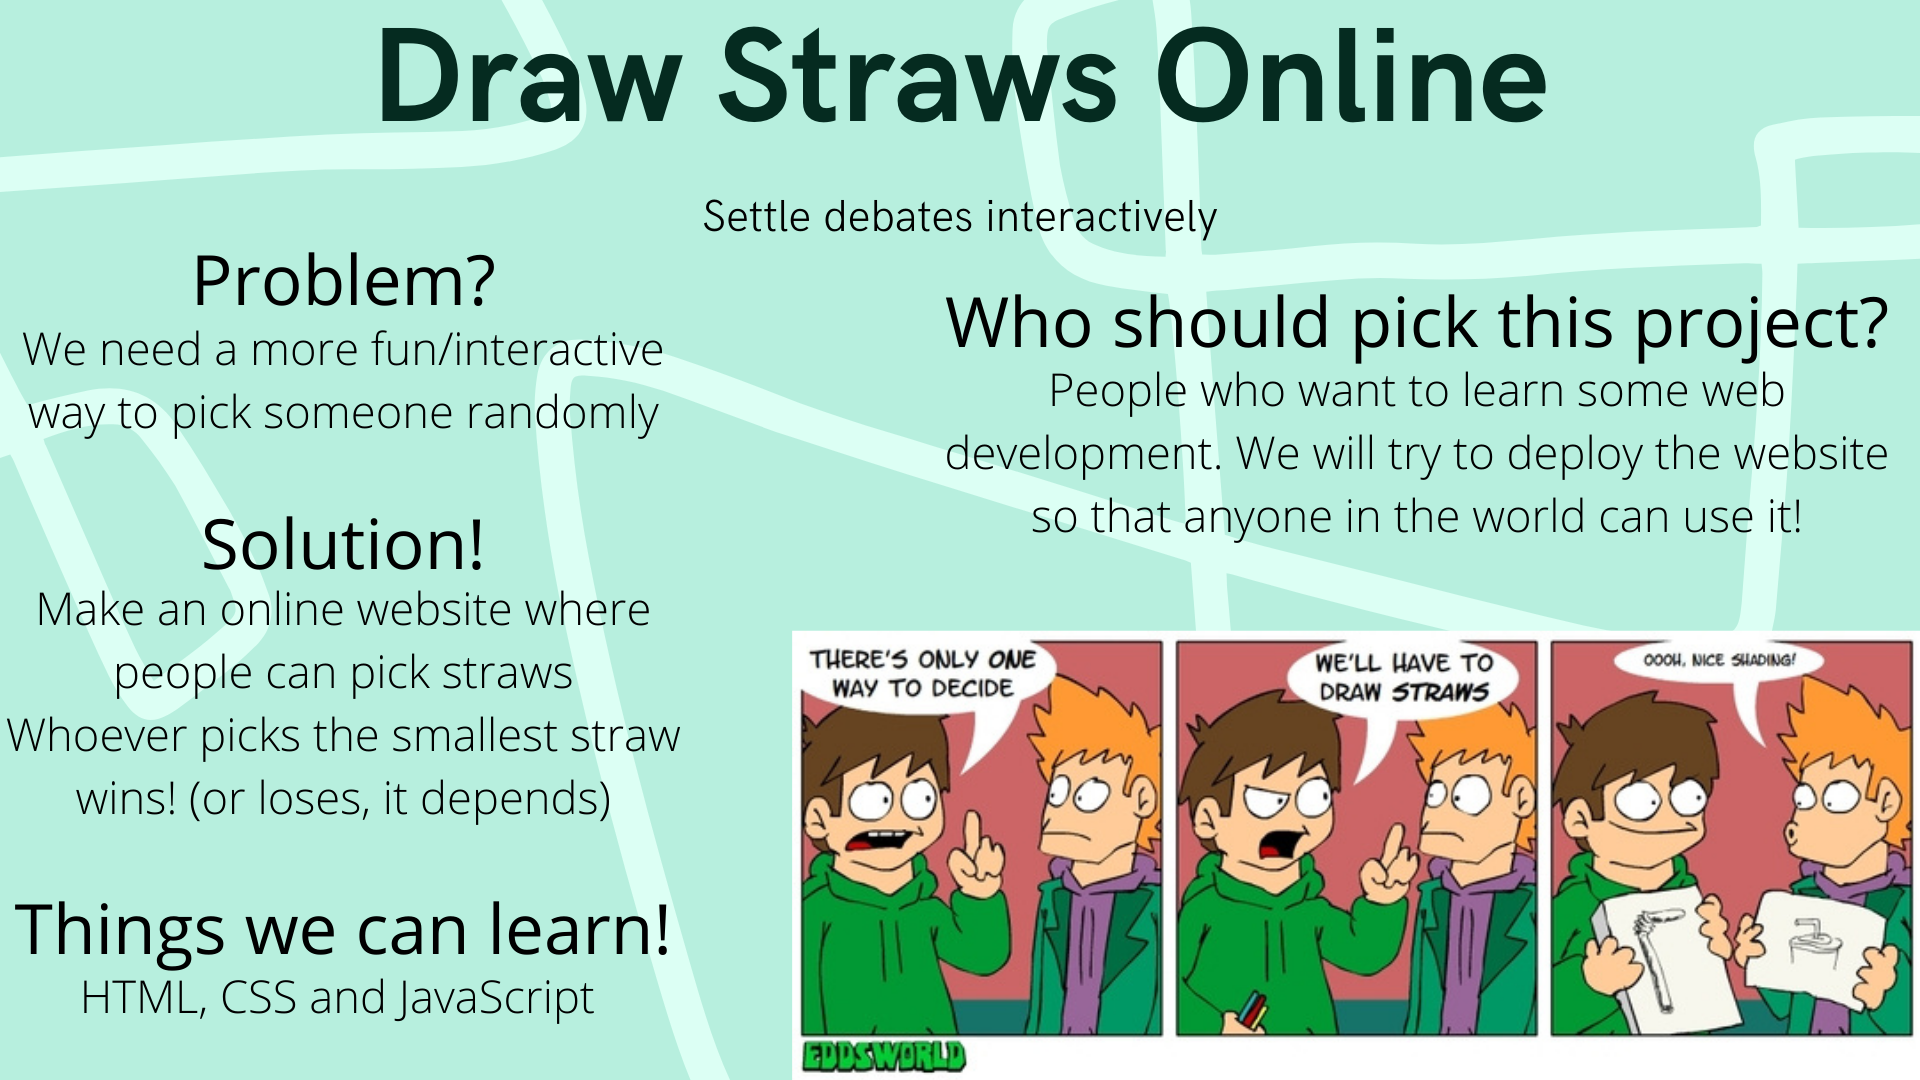 Draw Straws Online
Settle debates interactively
Problem?
We need a more fun/interactive
way to pick someone randomly
Solution!
Make an online website where
people can pick straws
Whoever picks the smallest straw
wins! (or loses, it depends)
Things we can learn!
HTML, CSS and JavaScript
Who should pick this project?
People who want to learn some web
development. We will try to deploy the website
so that anyone in the world can use it!
THERE'S ONLY ONE
WAY TO DECIDE
WE'LL HAVE TO
DRAW STRAWS
OOOH, NICE SHADING!
EDDSWORLD